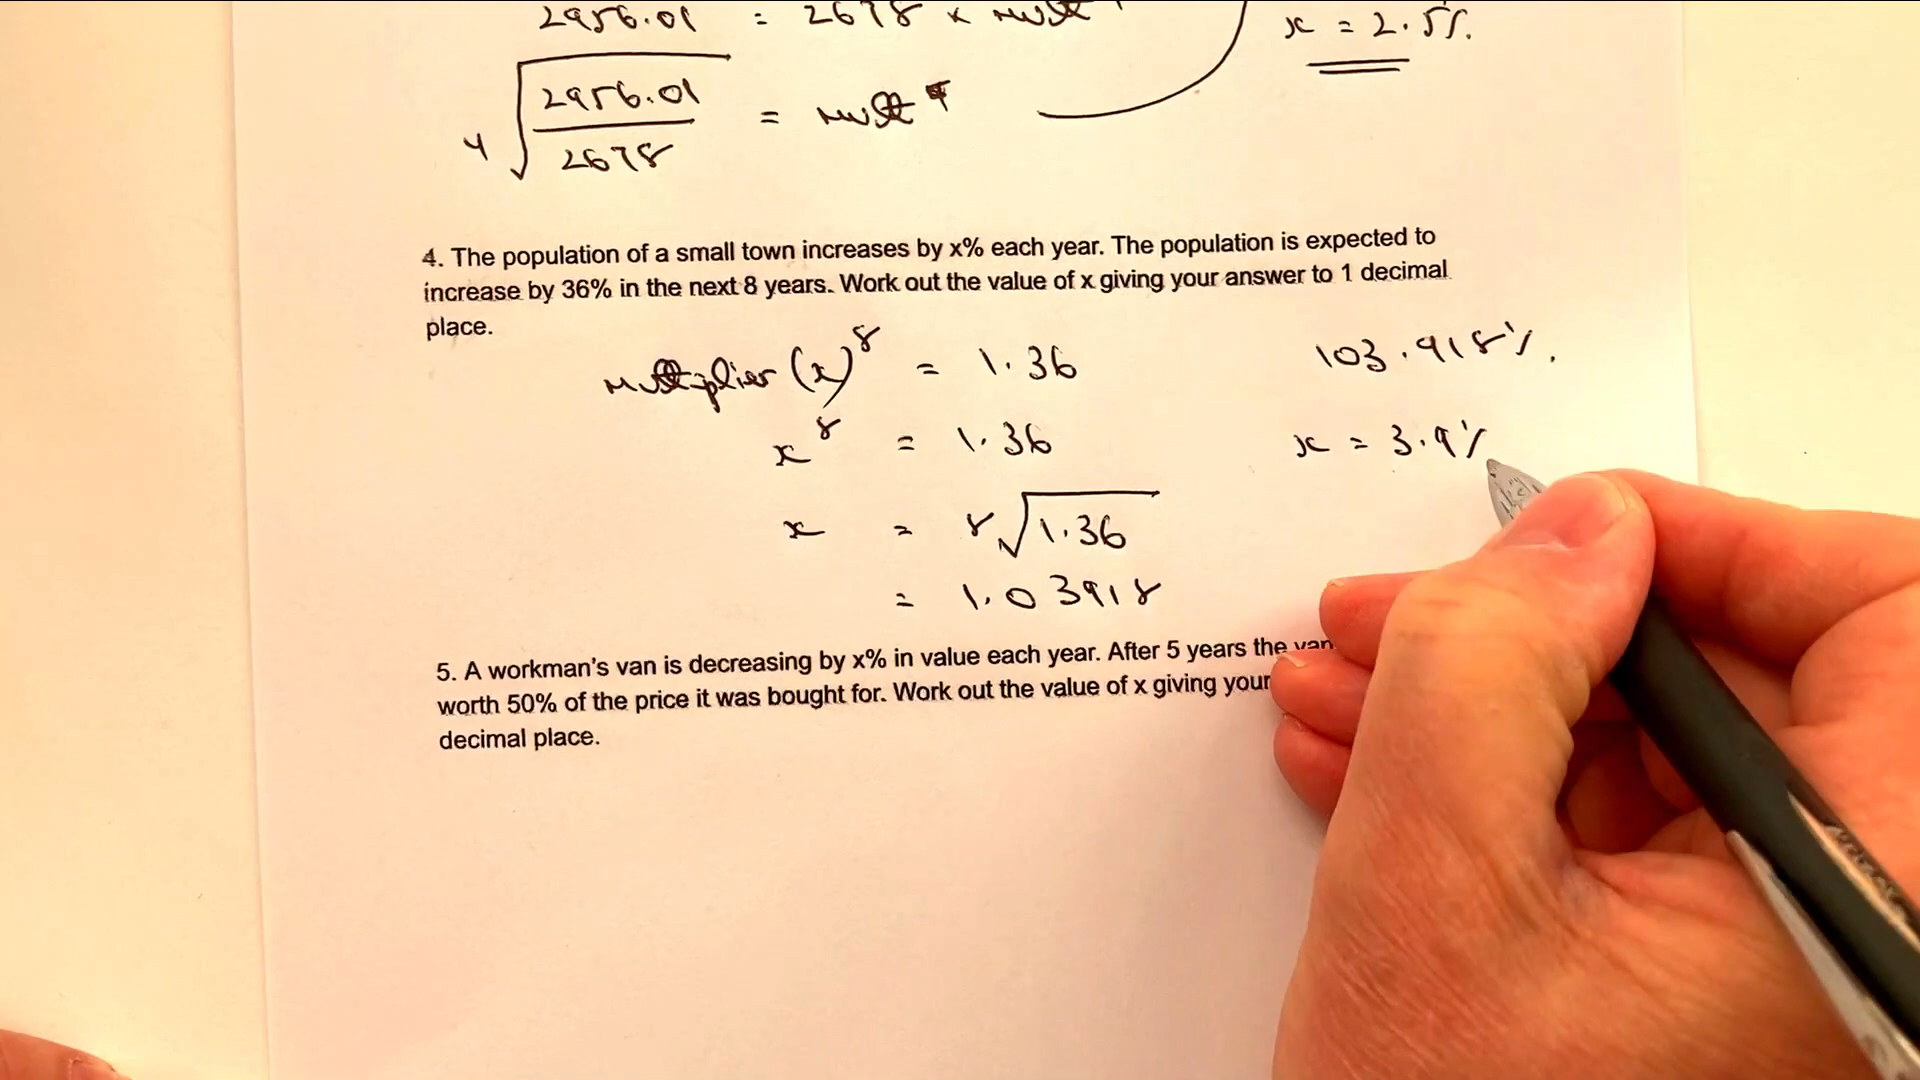 2956.01 = 2678 × mult
x = 2.5%.
4√(2956.01 / 2678) = mult
4. The population of a small town increases by x% each year. The population is expected to
increase by 36% in the next 8 years. Work out the value of x giving your answer to 1 decimal
place.
Multiplier (x)⁸ = 1.36
103.918%.
x⁸ = 1.36
x = 3.9%
x = 8√1.36
= 1.03918
5. A workman's van is decreasing by x% in value each year. After 5 years the van
worth 50% of the price it was bought for. Work out the value of x giving your
decimal place.